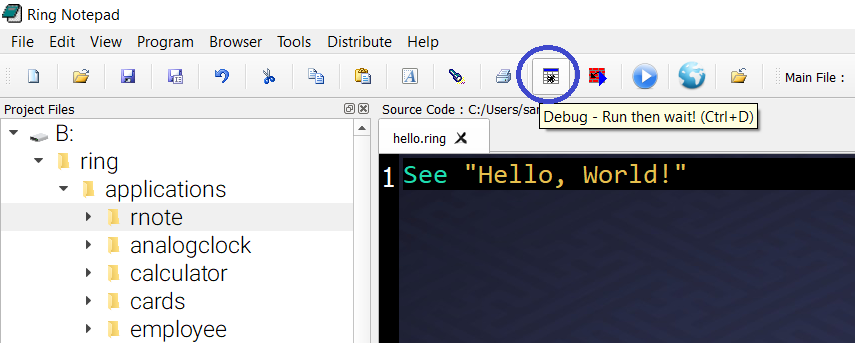 Ring Notepad
File Edit View Program Browser Tools Distribute Help
Main File :
Project Files
Source Code : C:/Users/sar
Debug - Run then wait! (Ctrl+D)
hello.ring
B:
ring
applications
rnote
analogclock
calculator
cards
employee
1 See "Hello, World!"